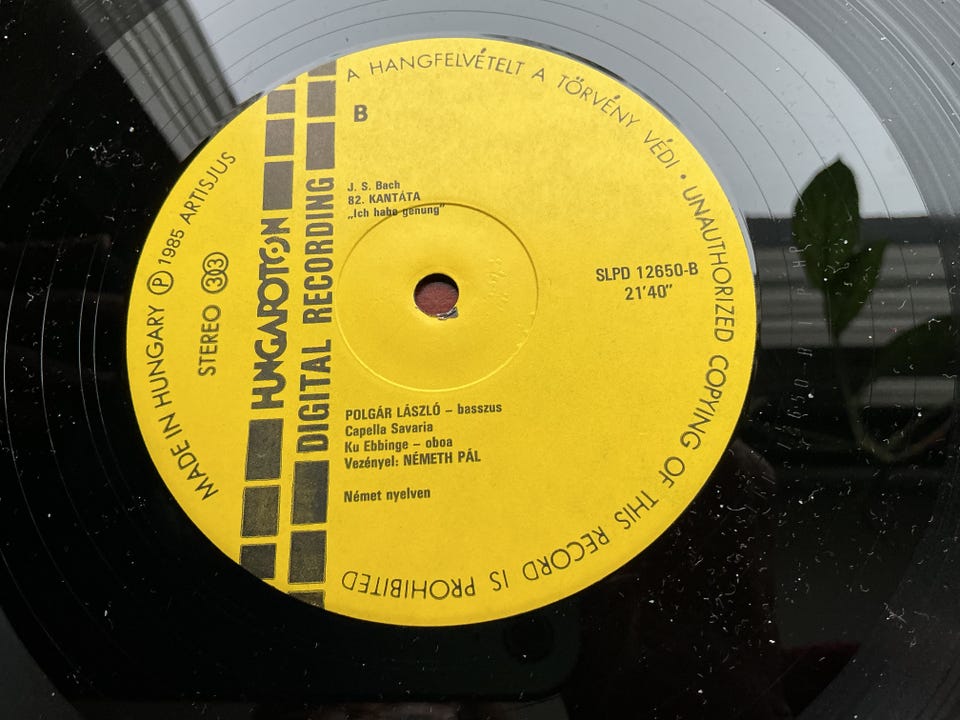 A HANGFELVÉTELT A TÖRVÉNY VÉDI • UNAUTHORIZED COPYING OF THIS RECORD IS PROHIBITED
MADE IN HUNGARY Ⓟ 1985 ARTISJUS
STEREO 303
HUNGAROTON
DIGITAL RECORDING
B
J. S. Bach
82. KANTÁTA
„Ich habe genung”
SLPD 12650-B
21'40"
POLGÁR LÁSZLÓ – basszus
Capella Savaria
Ku Ebbinge – oboa
Vezényel: NÉMETH PÁL
Német nyelven